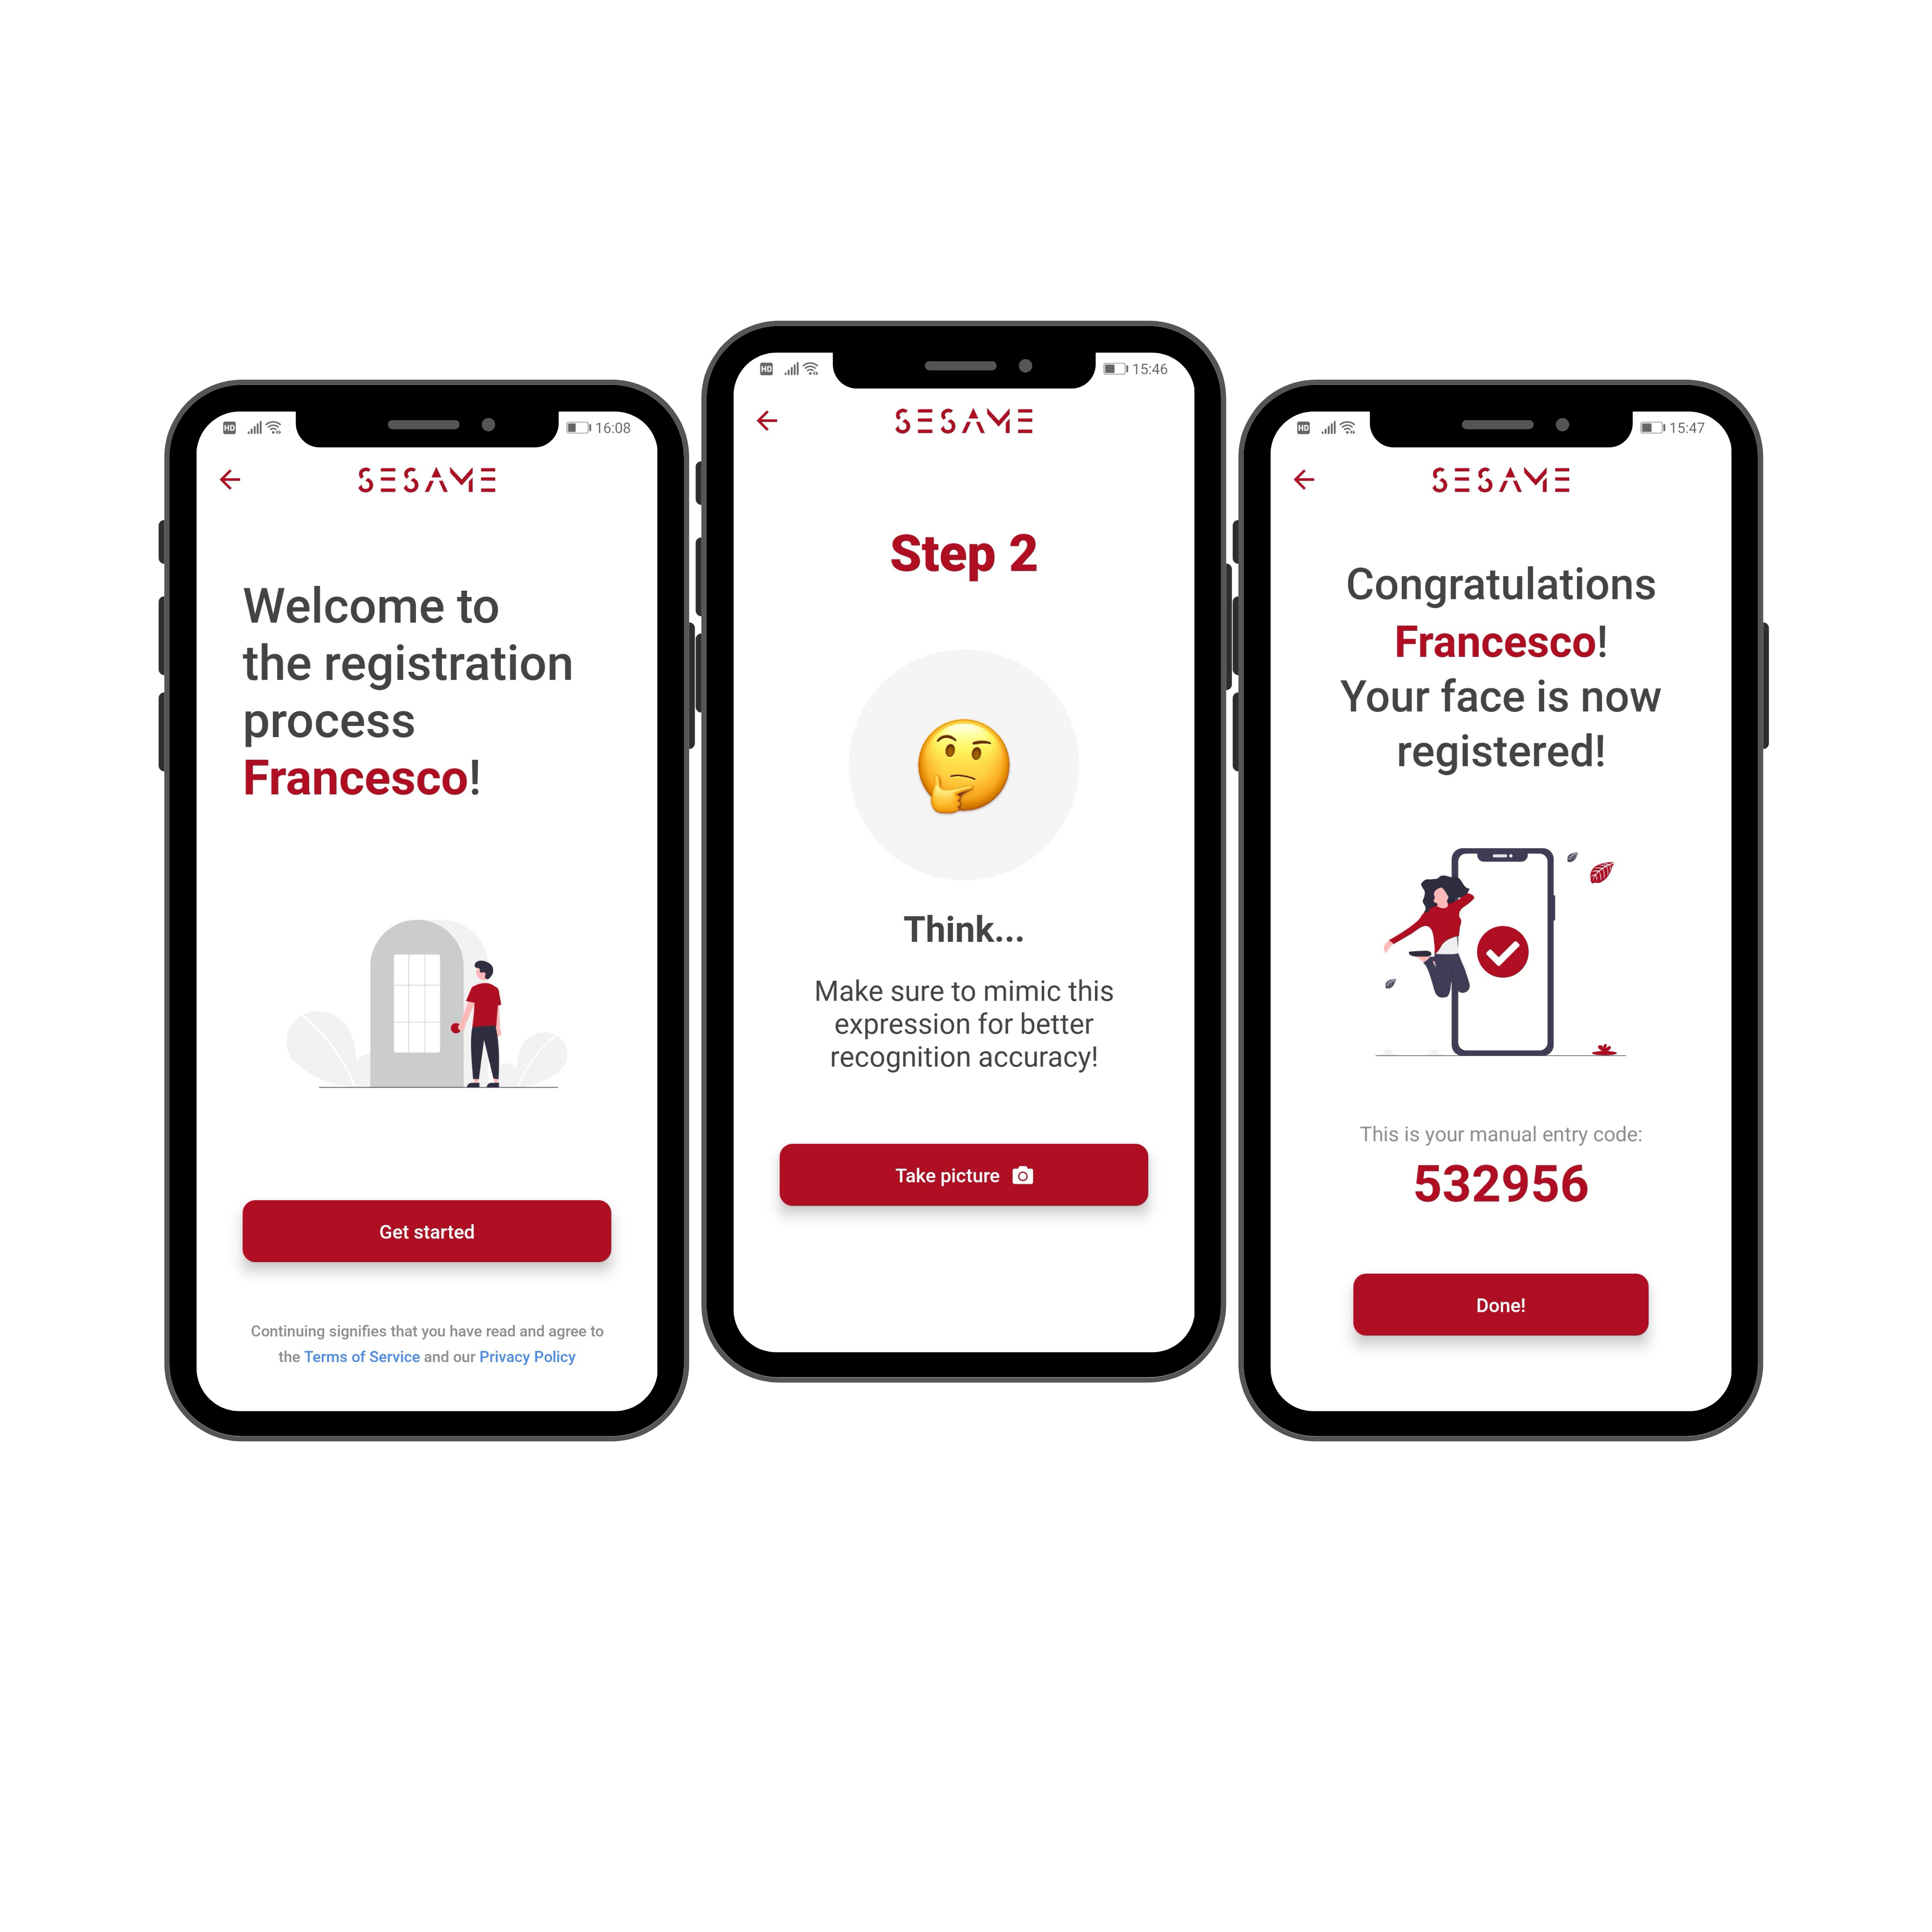 HD
16:08
SESAME
Welcome to
the registration
process
Francesco!
Get started
Continuing signifies that you have read and agree to
the Terms of Service and our Privacy Policy
HD
15:46
SESAME
Step 2
Think...
Make sure to mimic this
expression for better
recognition accuracy!
Take picture
HD
15:47
SESAME
Congratulations
Francesco!
Your face is now
registered!
This is your manual entry code:
532956
Done!